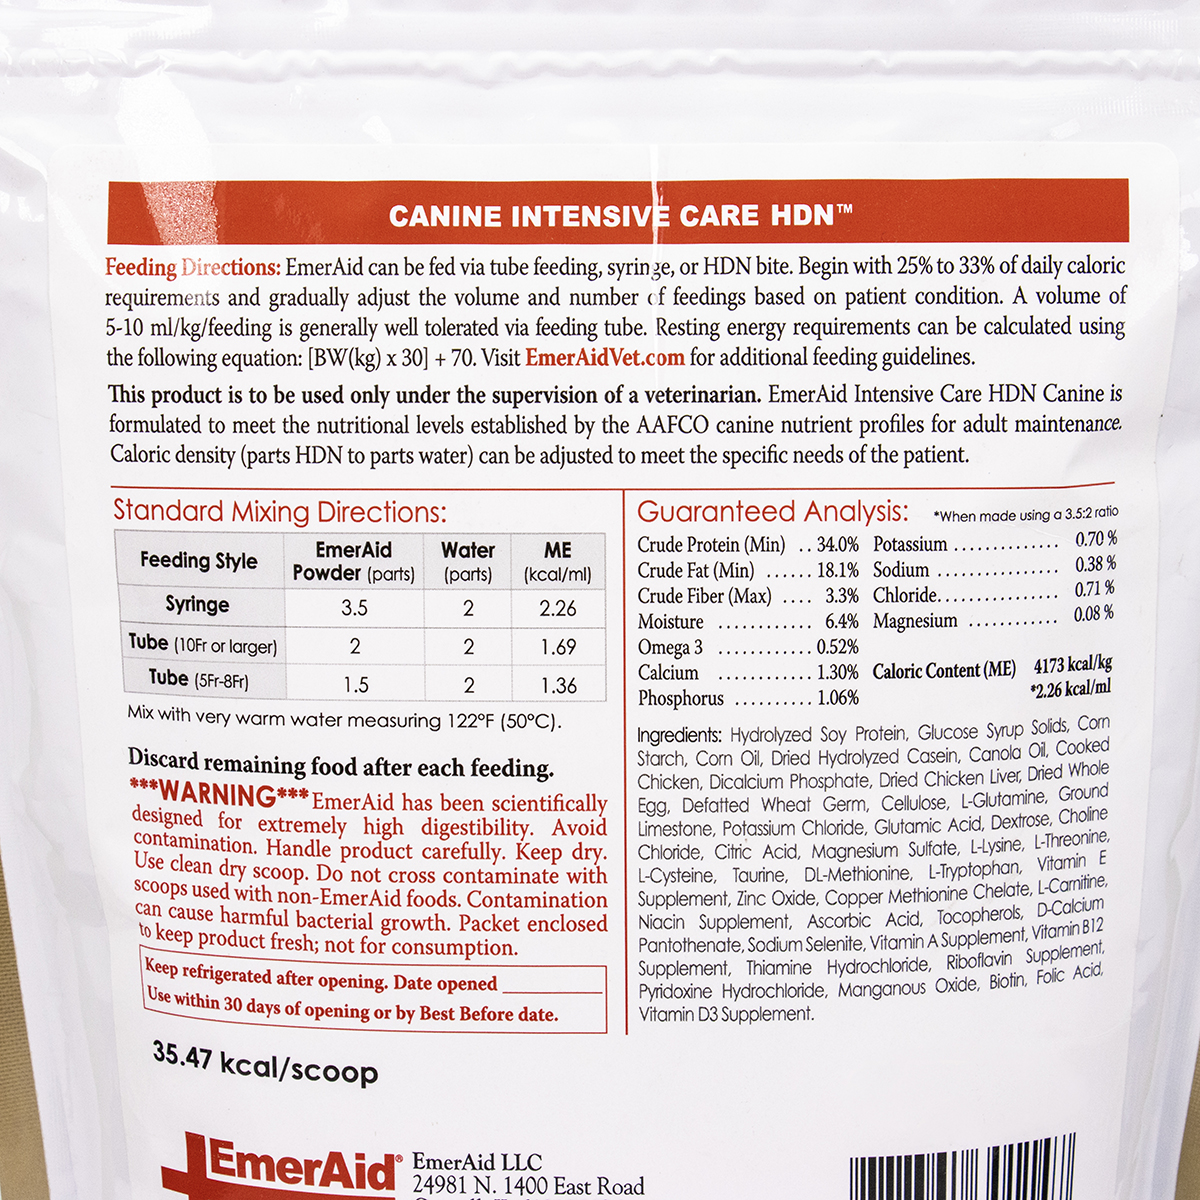 CANINE INTENSIVE CARE HDN™
Feeding Directions: EmerAid can be fed via tube feeding, syringe, or HDN bite. Begin with 25% to 33% of daily caloric
requirements and gradually adjust the volume and number of feedings based on patient condition. A volume of
5-10 ml/kg/feeding is generally well tolerated via feeding tube. Resting energy requirements can be calculated using
the following equation: [BW(kg) x 30] + 70. Visit EmerAidVet.com for additional feeding guidelines.
This product is to be used only under the supervision of a veterinarian. EmerAid Intensive Care HDN Canine is
formulated to meet the nutritional levels established by the AAFCO canine nutrient profiles for adult maintenance.
Caloric density (parts HDN to parts water) can be adjusted to meet the specific needs of the patient.
Standard Mixing Directions:
Feeding Style EmerAid Powder (parts) Water (parts) ME (kcal/ml)
Syringe 3.5 2 2.26
Tube (10Fr or larger) 2 2 1.69
Tube (5Fr-8Fr) 1.5 2 1.36
Mix with very warm water measuring 122°F (50°C).
Discard remaining food after each feeding.
***WARNING*** EmerAid has been scientifically
designed for extremely high digestibility. Avoid
contamination. Handle product carefully. Keep dry.
Use clean dry scoop. Do not cross contaminate with
scoops used with non-EmerAid foods. Contamination
can cause harmful bacterial growth. Packet enclosed
to keep product fresh; not for consumption.
Keep refrigerated after opening. Date opened
Use within 30 days of opening or by Best Before date.
35.47 kcal/scoop
Guaranteed Analysis: *When made using a 3.5:2 ratio
Crude Protein (Min) .. 34.0% Potassium .............. 0.70 %
Crude Fat (Min) ...... 18.1% Sodium ................ 0.38 %
Crude Fiber (Max) .... 3.3% Chloride................ 0.71 %
Moisture ............ 6.4% Magnesium ............ 0.08 %
Omega 3 ............ 0.52%
Calcium ............ 1.30% Caloric Content (ME) 4173 kcal/kg
Phosphorus .......... 1.06% *2.26 kcal/ml
Ingredients: Hydrolyzed Soy Protein, Glucose Syrup Solids, Corn
Starch, Corn Oil, Dried Hydrolyzed Casein, Canola Oil, Cooked
Chicken, Dicalcium Phosphate, Dried Chicken Liver, Dried Whole
Egg, Defatted Wheat Germ, Cellulose, L-Glutamine, Ground
Limestone, Potassium Chloride, Glutamic Acid, Dextrose, Choline
Chloride, Citric Acid, Magnesium Sulfate, L-Lysine, L-Threonine,
L-Cysteine, Taurine, DL-Methionine, L-Tryptophan, Vitamin E
Supplement, Zinc Oxide, Copper Methionine Chelate, L-Carnitine,
Niacin Supplement, Ascorbic Acid, Tocopherols, D-Calcium
Pantothenate, Sodium Selenite, Vitamin A Supplement, Vitamin B12
Supplement, Thiamine Hydrochloride, Riboflavin Supplement,
Pyridoxine Hydrochloride, Manganous Oxide, Biotin, Folic Acid,
Vitamin D3 Supplement.
EmerAid®
EmerAid LLC
24981 N. 1400 East Road